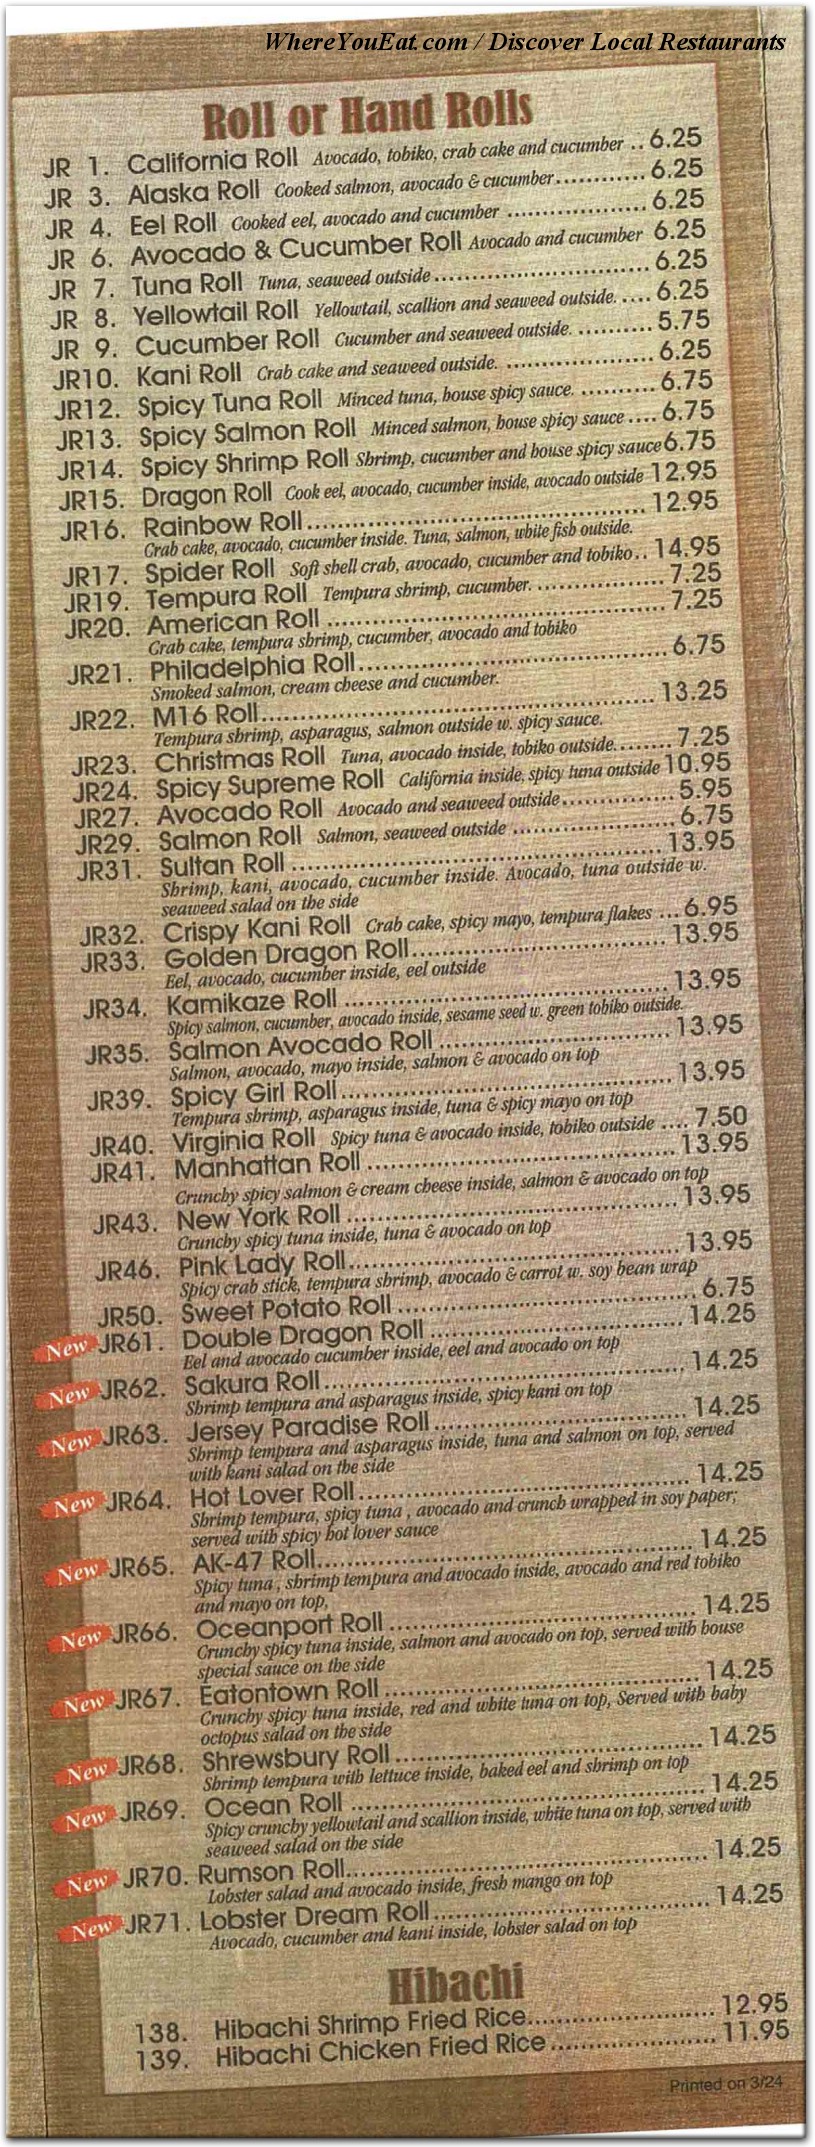 WhereYouEat.com / Discover Local Restaurants
Roll or Hand Rolls
JR 1. California Roll Avocado, tobiko, crab cake and cucumber .. 6.25
JR 3. Alaska Roll Cooked salmon, avocado & cucumber............. 6.25
JR 4. Eel Roll Cooked eel, avocado and cucumber .................... 6.25
JR 6. Avocado & Cucumber Roll Avocado and cucumber 6.25
JR 7. Tuna Roll Tuna, seaweed outside ............................... 6.25
JR 8. Yellowtail Roll Yellowtail, scallion and seaweed outside. .... 6.25
JR 9. Cucumber Roll Cucumber and seaweed outside. .......... 5.75
JR10. Kani Roll Crab cake and seaweed outside. ..................... 6.25
JR12. Spicy Tuna Roll Minced tuna, house spicy sauce. .......... 6.75
JR13. Spicy Salmon Roll Minced salmon, house spicy sauce .... 6.75
JR14. Spicy Shrimp Roll Shrimp, cucumber and house spicy sauce 6.75
JR15. Dragon Roll Cook eel, avocado, cucumber inside, avocado outside 12.95
JR16. Rainbow Roll.................................................. 12.95
Crab cake, avocado, cucumber inside. Tuna, salmon, white fish outside.
JR17. Spider Roll Soft shell crab, avocado, cucumber and tobiko.. 14.95
JR19. Tempura Roll Tempura shrimp, cucumber. .................. 7.25
JR20. American Roll ................................................. 7.25
Crab cake, tempura shrimp, cucumber, avocado and tobiko
JR21. Philadelphia Roll............................................. 6.75
Smoked salmon, cream cheese and cucumber.
JR22. M16 Roll......................................................... 13.25
Tempura shrimp, asparagus, salmon outside w. spicy sauce.
JR23. Christmas Roll Tuna, avocado inside, tobiko outside......... 7.25
JR24. Spicy Supreme Roll California inside, spicy tuna outside 10.95
JR27. Avocado Roll Avocado and seaweed outside................ 5.95
JR29. Salmon Roll Salmon, seaweed outside ....................... 6.75
JR31. Sultan Roll ..................................................... 13.95
Shrimp, kani, avocado, cucumber inside. Avocado, tuna outside w.
seaweed salad on the side
JR32. Crispy Kani Roll Crab cake, spicy mayo, tempura flakes ... 6.95
JR33. Golden Dragon Roll..................................... 13.95
Eel, avocado, cucumber inside, eel outside
JR34. Kamikaze Roll ............................................... 13.95
Spicy salmon, cucumber, avocado inside, sesame seed w. green tobiko outside.
JR35. Salmon Avocado Roll ................................. 13.95
Salmon, avocado, mayo inside, salmon & avocado on top
JR39. Spicy Girl Roll................................................ 13.95
Tempura shrimp, asparagus inside, tuna & spicy mayo on top
JR40. Virginia Roll Spicy tuna & avocado inside, tobiko outside .... 7.50
JR41. Manhattan Roll ............................................ 13.95
Crunchy spicy salmon & cream cheese inside, salmon & avocado on top
JR43. New York Roll ............................................... 13.95
Crunchy spicy tuna inside, tuna & avocado on top
JR46. Pink Lady Roll............................................... 13.95
Spicy crab stick, tempura shrimp, avocado & carrot w. soy bean wrap
JR50. Sweet Potato Roll ......................................... 6.75
New JR61. Double Dragon Roll ................................... 14.25
Eel and avocado cucumber inside, eel and avocado on top
New JR62. Sakura Roll.................................................... 14.25
Shrimp tempura and asparagus inside, spicy kani on top
New JR63. Jersey Paradise Roll ................................... 14.25
Shrimp tempura and asparagus inside, tuna and salmon on top, served
with kani salad on the side
New JR64. Hot Lover Roll............................................... 14.25
Shrimp tempura, spicy tuna , avocado and crunch wrapped in soy paper;
served with spicy hot lover sauce
New JR65. AK-47 Roll...................................................... 14.25
Spicy tuna , shrimp tempura and avocado inside, avocado and red tobiko
and mayo on top,
New JR66. Oceanport Roll ........................................... 14.25
Crunchy spicy tuna inside, salmon and avocado on top, served with house
special sauce on the side
New JR67. Eatontown Roll ............................................ 14.25
Crunchy spicy tuna inside, red and white tuna on top, Served with baby
octopus salad on the side
New JR68. Shrewsbury Roll........................................... 14.25
Shrimp tempura with lettuce inside, baked eel and shrimp on top
New JR69. Ocean Roll .................................................. 14.25
Spicy crunchy yellowtail and scallion inside, white tuna on top, served with
seaweed salad on the side
New JR70. Rumson Roll.................................................. 14.25
Lobster salad and avocado inside, fresh mango on top
New JR71. Lobster Dream Roll...................................... 14.25
Avocado, cucumber and kani inside, lobster salad on top
Hibachi
138. Hibachi Shrimp Fried Rice........................... 12.95
139. Hibachi Chicken Fried Rice........................ 11.95
Printed on 3/24